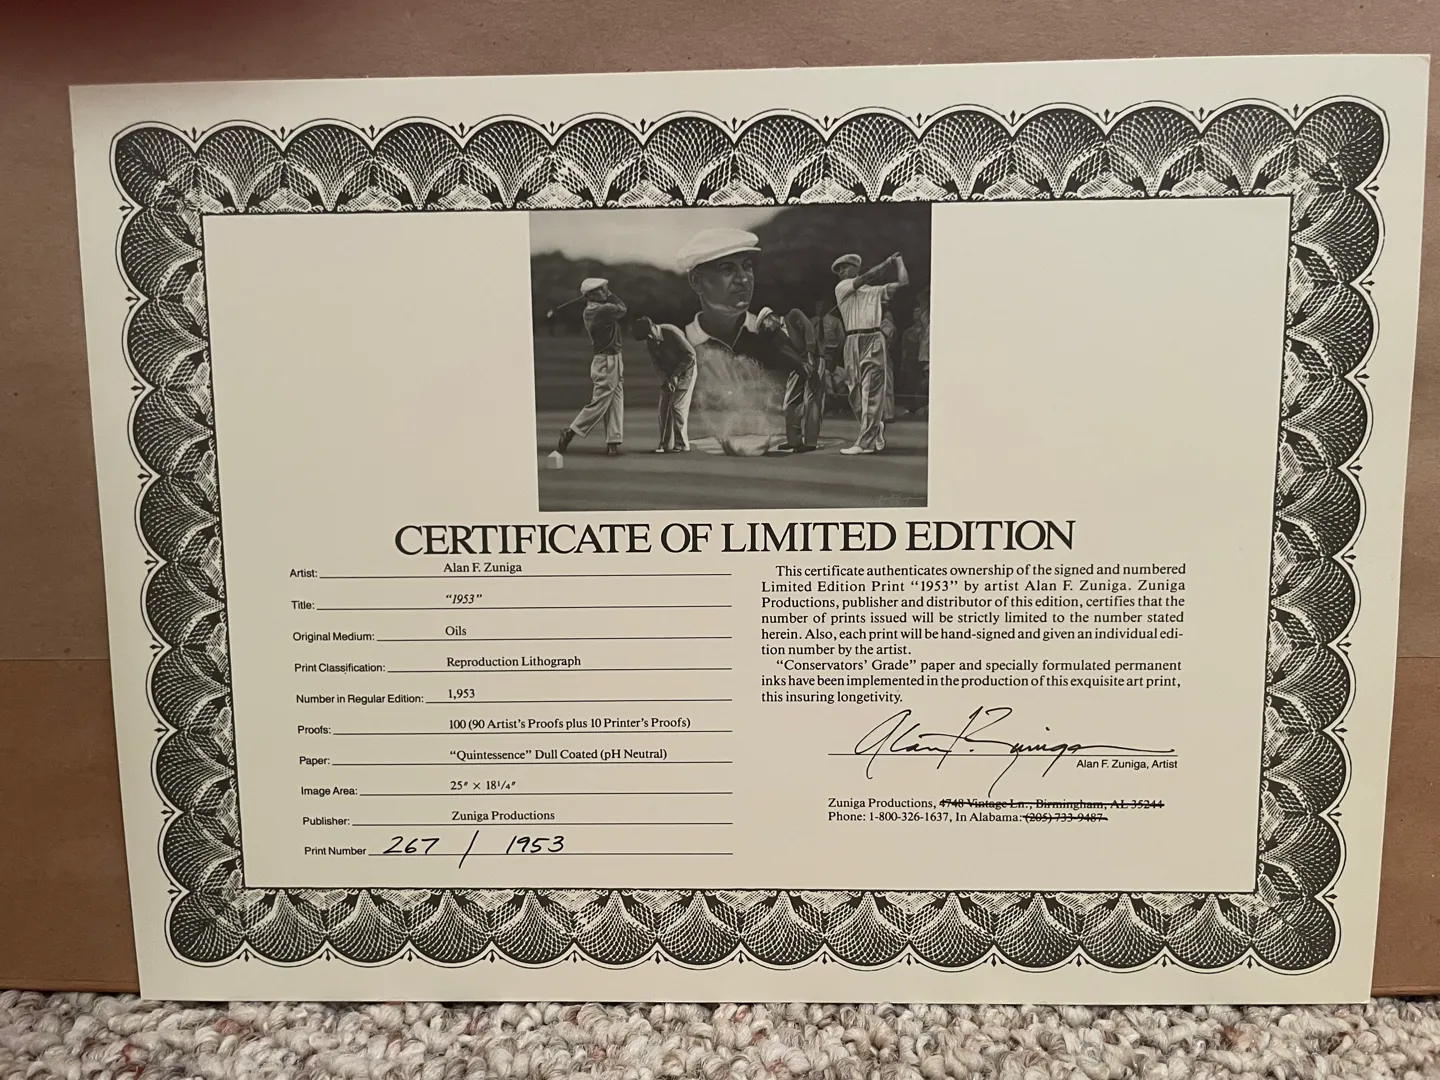 CERTIFICATE OF LIMITED EDITION
Artist: Alan F. Zuniga
Title: "1953"
Original Medium: Oils
Print Classification: Reproduction Lithograph
Number in Regular Edition: 1,953
Proofs: 100 (90 Artist's Proofs plus 10 Printer's Proofs)
Paper: "Quintessence" Dull Coated (pH Neutral)
Image Area: 25" × 18¼"
Publisher: Zuniga Productions
Print Number 267 / 1953
This certificate authenticates ownership of the signed and numbered
Limited Edition Print "1953" by artist Alan F. Zuniga. Zuniga
Productions, publisher and distributor of this edition, certifies that the
number of prints issued will be strictly limited to the number stated
herein. Also, each print will be hand-signed and given an individual edi-
tion number by the artist.
"Conservators' Grade" paper and specially formulated permanent
inks have been implemented in the production of this exquisite art print,
this insuring longetivity.
Alan F. Zuniga
Alan F. Zuniga, Artist
Zuniga Productions, 4748 Vintage Ln., Birmingham, AL 35244
Phone: 1-800-326-1637, In Alabama: (205) 733-9487